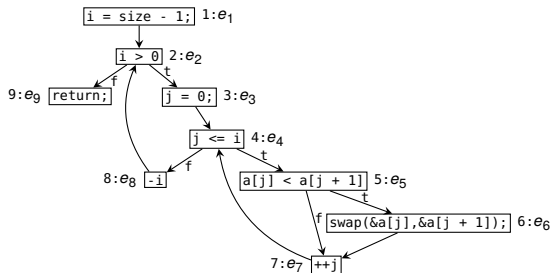 i = size - 1; 1:e1
i > 0 2:e2
f t
9:e9 return; j = 0; 3:e3
j <= i 4:e4
f t
8:e8 -i a[j] < a[j + 1] 5:e5
f t
swap(&a[j],&a[j + 1]); 6:e6
7:e7 ++j